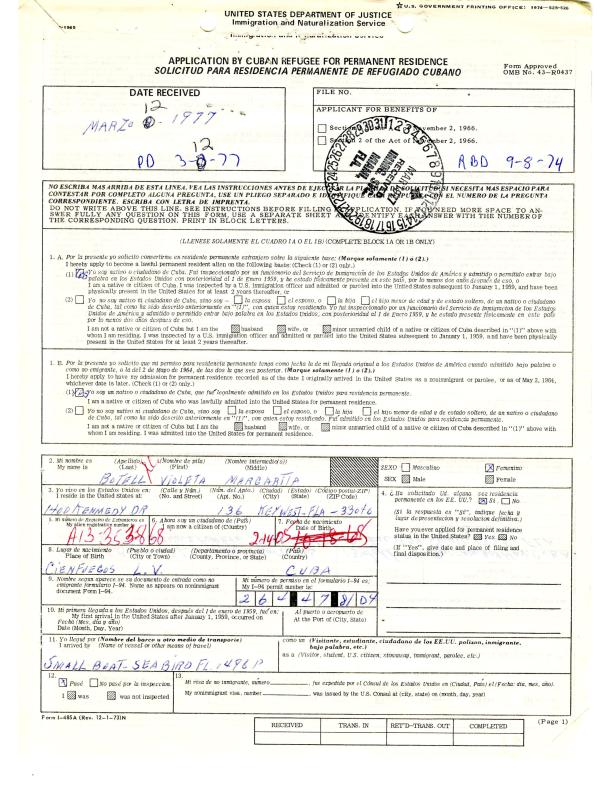 ☆ U.S. GOVERNMENT PRINTING OFFICE: 1974—528-526
UNITED STATES DEPARTMENT OF JUSTICE
Immigration and Naturalization Service
APPLICATION BY CUBAN REFUGEE FOR PERMANENT RESIDENCE
SOLICITUD PARA RESIDENCIA PERMANENTE DE REFUGIADO CUBANO
Form Approved
OMB No. 43-R0437
DATE RECEIVED
12
MARZO 1977
12
PD 3-8-77
FILE NO.
APPLICANT FOR BENEFITS OF
2 of the Act of November 2, 1966.
RBD 9-8-74
NO ESCRIBA MAS ARRIBA DE ESTA LINEA. VEA LAS INSTRUCCIONES ANTES DE SI NECESITA MAS ESPACIO PARA
CONTESTAR POR COMPLETO ALGUNA PREGUNTA, USE UN PLIEGO SEPARADO E CON EL NUMERO DE LA PREGUNTA
CORRESPONDIENTE. ESCRIBA CON LETRA DE IMPRENTA.
DO NOT WRITE ABOVE THIS LINE. SEE INSTRUCTIONS BEFORE FILLING APPLICATION. IF YOU NEED MORE SPACE TO AN-
SWER FULLY ANY QUESTION ON THIS FORM, USE A SEPARATE SHEET IDENTIFY EACH ANSWER WITH THE NUMBER OF
THE CORRESPONDING QUESTION. PRINT IN BLOCK LETTERS.
(LLENESE SOLAMENTE EL CUADRO 1A O EL 1B) (COMPLETE BLOCK 1A OR 1B ONLY)
1. A. Por la presente yo solicito convertirme en residente permanente extranjero sobre la siguiente base: (Marque solamente (1) o (2).)
I hereby apply to become a lawful permanent resident alien on the following basis: (Check (1) or (2) only.)
(1) Yo soy nativo o ciudadano de Cuba. Fui inspeccionado por un funcionario del Servicio de Inmigracion de los Estados Unidos de América y admitido o permitido entrar bajo
palabra en los Estados Unidos con posterioridad al 1 de Enero 1959, y he estado fisicamente presente en este país, por lo menos dos años después de eso, o
I am a native or citizen of Cuba. I was inspected by a U.S. immigration officer and admitted or paroled into the United States subsequent to January 1, 1959, and have been
physically present in the United States for at least 2 years thereafter, or
(2) Yo no soy nativo ni ciudadano de Cuba, sino soy — la esposa el esposo, o la hija el hijo menor de edad y de estado soltero, de un nativo o ciudadano
de Cuba, tal como ha sido descrito anteriormente en "(1)", con quien estoy residiendo. Yo he inspeccionado por un funcionario del Servicio de Inmigracion de los Estados
Unidos de América y admitido o permitido entrar bajo palabra en los Estados Unidos, con posterioridad al 1 de Enero, 1959, y he estado presente fisicamente en este país
por lo menos dos años después de eso.
I am not a native or citizen of Cuba but I am the husband wife, or minor unmarried child of a native or citizen of Cuba described in "(1)" above with
whom I am residing. I was inspected by a U.S. immigration officer and admitted or paroled into the United States subsequent to January 1, 1959, and have been physically
present in the United States for at least 2 years thereafter.
1. B. Por la presente yo solicito que mi permiso para residencia permanente tenga como fecha la de mi llegada original a los Estados Unidos de América cuando admitido bajo palabra o
como no emigrante, o la del 2 de Mayo de 1964, de las dos la que sea posterior. (Marque solamente (1) o (2).)
I hereby apply to have my admission for permanent residence recorded as of the date I originally arrived in the United States as a nonimmigrant or parolee, or as of May 2, 1964,
whichever date is later. (Check (1) or (2) only.)
(1) Yo soy un nativo o ciudadano de Cuba, que fué legalmente admitido en los Estados Unidos para residencia permanente.
I am a native or citizen of Cuba who was lawfully admitted into the United States for permanent residence.
(2) Yo no soy nativo ni ciudadano de Cuba, sino soy la esposa el esposo, o la hija el hijo menor de edad y de estado soltero, de un nativo o ciudadano
de Cuba, tal como ha sido descrito anteriormente en "(1)", con quien estoy residiendo. Fui admitido en los Estados Unidos para residencia permanente.
I am not a native or citizen of Cuba but I am the husband wife, or minor unmarried child of a native or citizen of Cuba described in "(1)" above with
whom I am residing. I was admitted into the United States for permanent residence.
2. Mi nombre es (Apellido) (Nombre de pila) (Nombre intermedio(s))
My name is (Last) (First) (Middle)
BOTELL VIOLETA MARGARITA
SEXO Masculino Femenino
SEX Male Female
3. Yo vivo en los Estados Unidos en: (Calle y Núm.) (Núm. del Apto.) (Ciudad) (Estado) (Código postal-ZIP)
I reside in the United States at: (No. and Street) (Apt. No.) (City) (State) (ZIP Code)
KENNEDY DR 136 KEY WEST-FLA-33040
4. ¿Ha solicitado Ud. alguna vez residencia permanente en los EE. UU.? Sí No
(Si la respuesta es "Sí", indique fecha y lugar de presentación y resolución definitiva.)
Have you ever applied for permanent resident status in the United States? Yes No
(If "Yes", give date and place of filing and final disposition.)
5. Mi número de Registro de Extranjero es
My alien registration number is
A13 353 868
6. Ahora soy un ciudadano de (País)
I am now a citizen of (Country)
7. Fecha de nacimiento
Date of Birth
2-14-05
8. Lugar de nacimiento (Pueblo o ciudad) (Departamento o provincia) (País)
Place of Birth (City or Town) (County, Province, or State) (Country)
CIENFUEGOS L.V. CUBA
9. Nombre segun aparece en su documento de entrada como no emigrante formulario I-94. Name as appears on nonimmigrant document Form I-94.
Mi número de permiso en el formulario I-94 es:
My I-94 permit number is:
264 478104
10. Mi primera llegada a los Estados Unidos, después del 1 de enero de 1959, fué en:
My first arrival in the United States after January 1, 1959, occurred on
Fecha (Mes, día y año)
Date (Month, Day, Year)
Al puerto o aeropuerto de
At the Port of (City, State)
11. Yo llegué por (Nombre del barco u otro medio de transporte)
I arrived by (Name of vessel or other means of travel)
SMALL BOAT-SEA BIRD FL. 1496 P
como un (Visitante, estudiante, ciudadano de los EE.UU. polizon, inmigrante, bajo palabra, etc.)
as a (Visitor, student, U.S. citizen, stowaway, immigrant, parolee, etc.)
12. Pasé No pasé por la inspeccion.
I was was not inspected
13. Mi visa de no inmigrante, número , fue expedida por el Cónsul de los Estados Unidos en (Ciudad, País) el (Fecha: día, mes, año).
My nonimmigrant visa, number was issued by the U.S. Consul at (city, state) on (month, day, year)
Form I-485A (Rev. 12-1-73)N
(Page 1)
RECEIVED TRANS. IN RET'D-TRANS. OUT COMPLETED